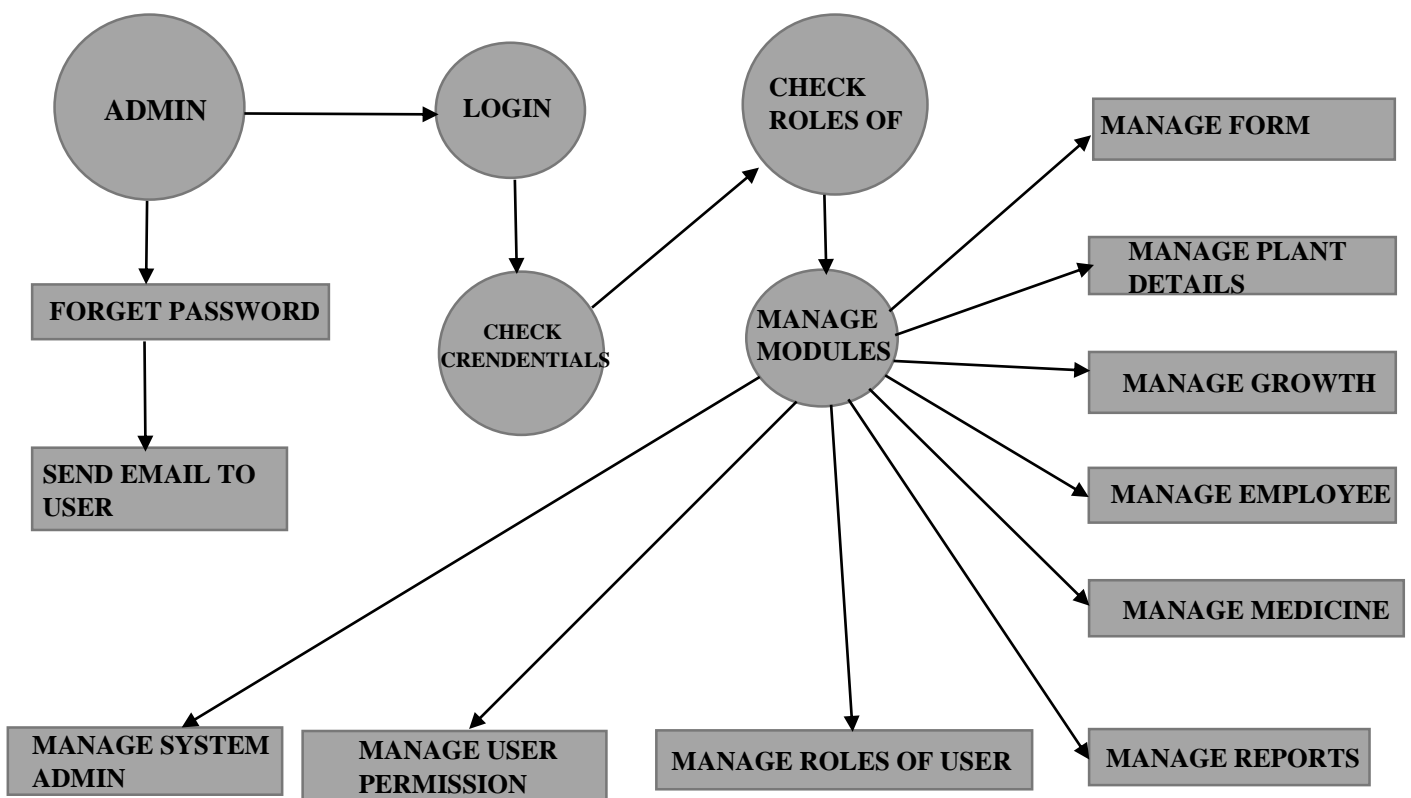 ADMIN
LOGIN
CHECK
ROLES OF
MANAGE FORM
MANAGE PLANT
DETAILS
FORGET PASSWORD
CHECK
CRENDENTIALS
MANAGE
MODULES
MANAGE GROWTH
SEND EMAIL TO
USER
MANAGE EMPLOYEE
MANAGE MEDICINE
MANAGE SYSTEM
ADMIN
MANAGE USER
PERMISSION
MANAGE ROLES OF USER
MANAGE REPORTS